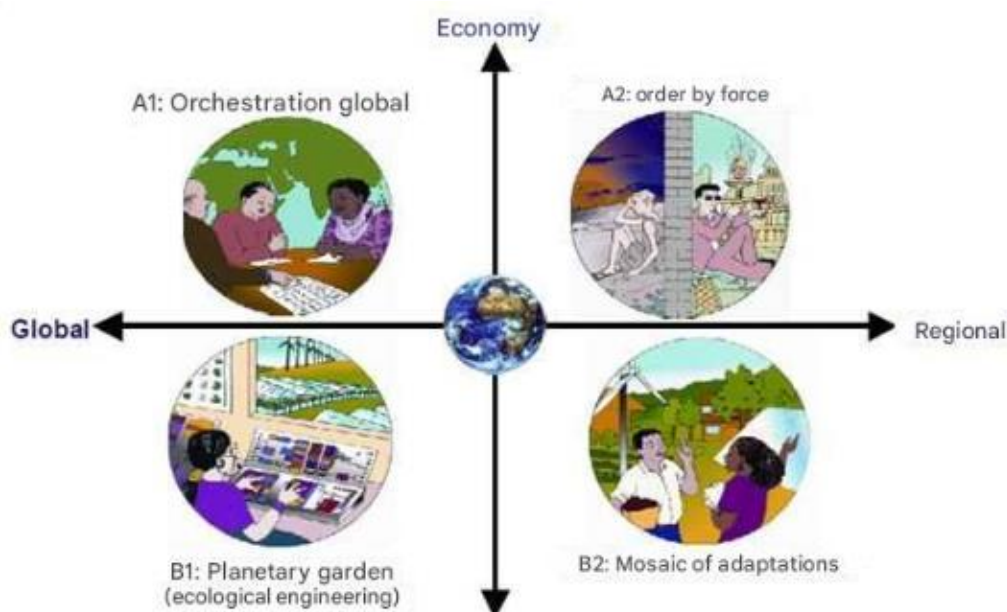 Economy
A1: Orchestration global
A2: order by force
Global
Regional
B1: Planetary garden
(ecological engineering)
B2: Mosaic of adaptations